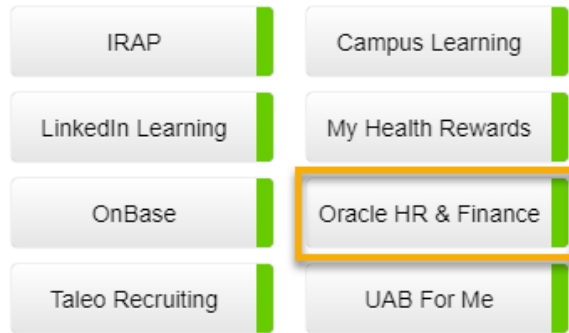 IRAP
Campus Learning
LinkedIn Learning
My Health Rewards
OnBase
Oracle HR & Finance
Taleo Recruiting
UAB For Me